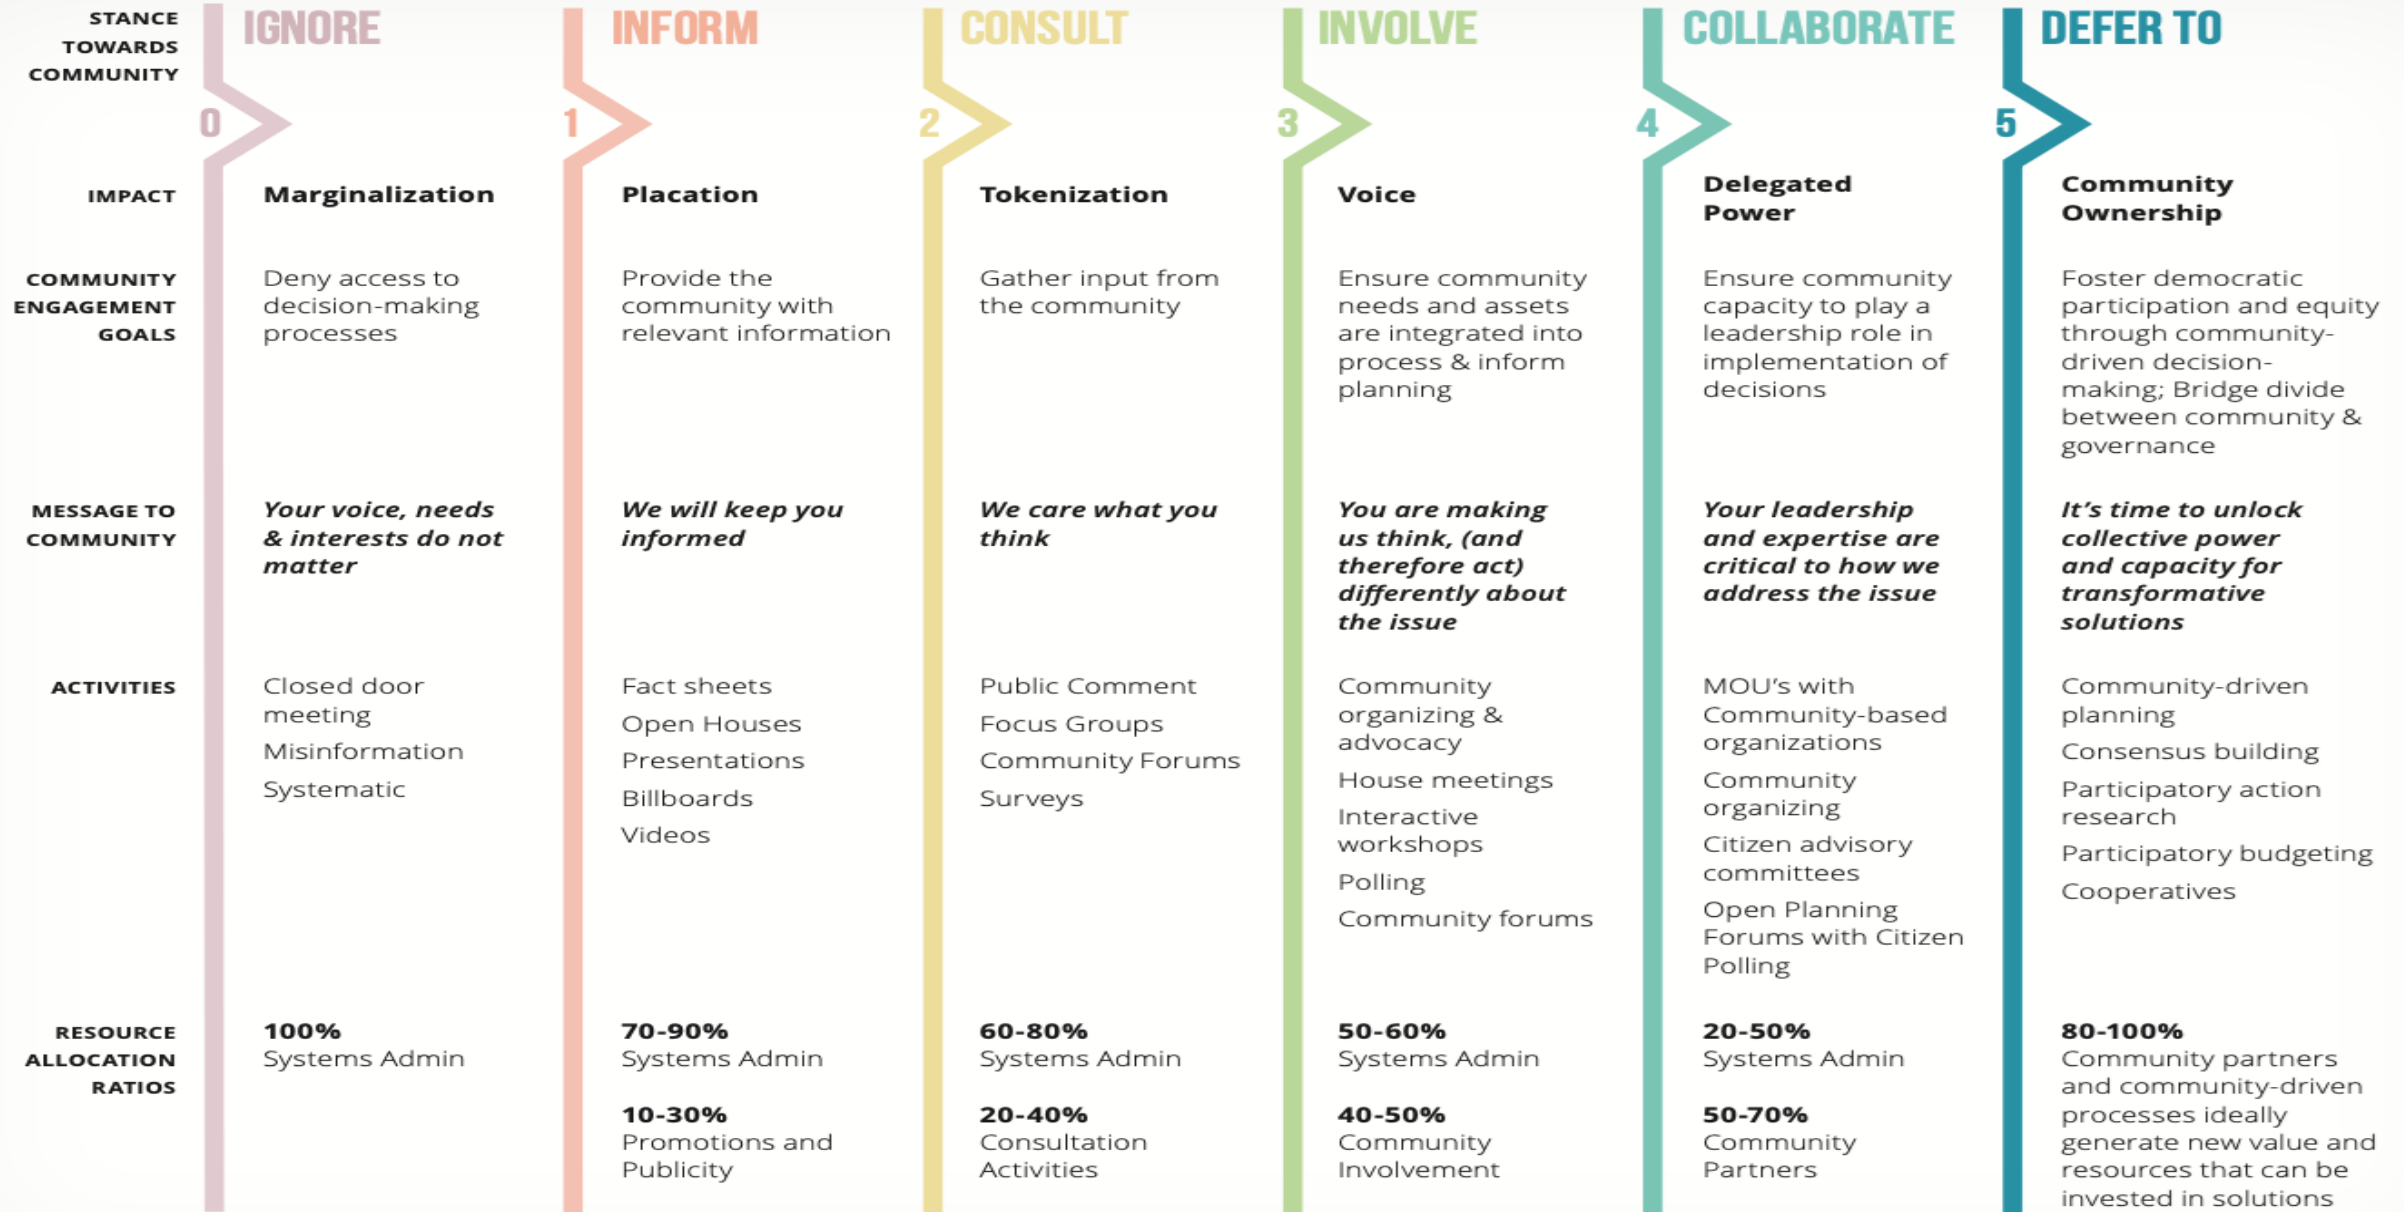 STANCE
TOWARDS
COMMUNITY
IGNORE
INFORM
CONSULT
INVOLVE
COLLABORATE
DEFER TO
0
1
2
3
4
5
IMPACT
Marginalization
Placation
Tokenization
Voice
Delegated
Power
Community
Ownership
COMMUNITY
ENGAGEMENT
GOALS
Deny access to
decision-making
processes
Provide the
community with
relevant information
Gather input from
the community
Ensure community
needs and assets
are integrated into
process & inform
planning
Ensure community
capacity to play a
leadership role in
implementation of
decisions
Foster democratic
participation and equity
through community-
driven decision-
making; Bridge divide
between community &
governance
MESSAGE TO
COMMUNITY
Your voice, needs
& interests do not
matter
We will keep you
informed
We care what you
think
You are making
us think, (and
therefore act)
differently about
the issue
Your leadership
and expertise are
critical to how we
address the issue
It’s time to unlock
collective power
and capacity for
transformative
solutions
ACTIVITIES
Closed door
meeting
Misinformation
Systematic
Fact sheets
Open Houses
Presentations
Billboards
Videos
Public Comment
Focus Groups
Community Forums
Surveys
Community
organizing &
advocacy
House meetings
Interactive
workshops
Polling
Community forums
MOU’s with
Community-based
organizations
Community
organizing
Citizen advisory
committees
Open Planning
Forums with Citizen
Polling
Community-driven
planning
Consensus building
Participatory action
research
Participatory budgeting
Cooperatives
RESOURCE
ALLOCATION
RATIOS
100%
Systems Admin
70-90%
Systems Admin
10-30%
Promotions and
Publicity
60-80%
Systems Admin
20-40%
Consultation
Activities
50-60%
Systems Admin
40-50%
Community
Involvement
20-50%
Systems Admin
50-70%
Community
Partners
80-100%
Community partners
and community-driven
processes ideally
generate new value and
resources that can be
invested in solutions